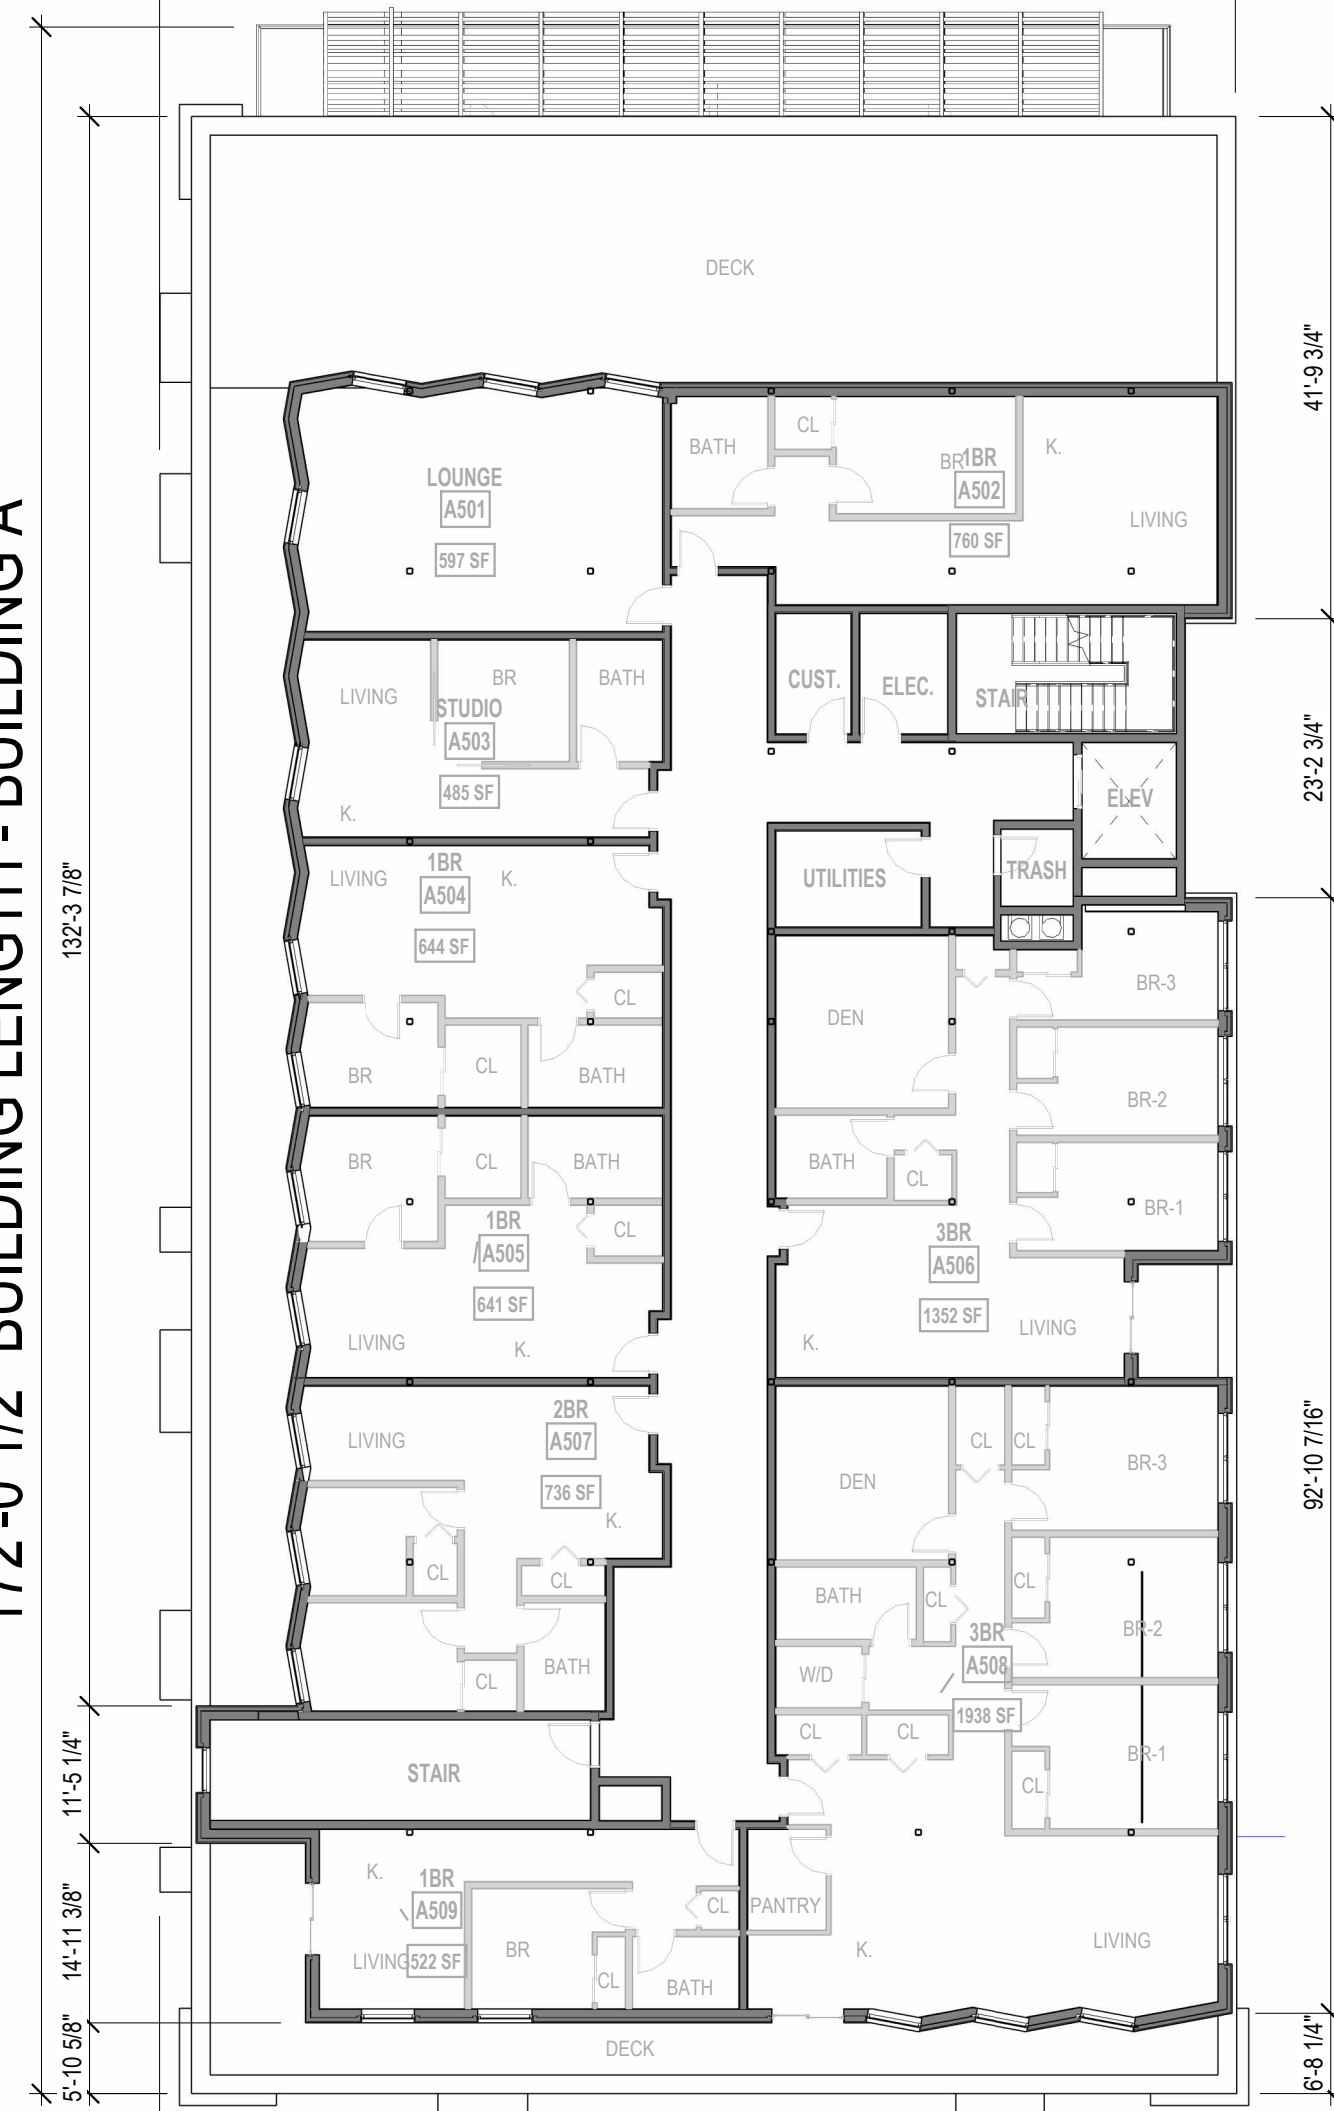 DECK
41'-9 3/4"
LOUNGE
A501
597 SF
BATH
CL
BR
1BR
A502
760 SF
K.
LIVING
LIVING
BR
BATH
STUDIO
A503
485 SF
K.
CUST.
ELEC.
STAIR
ELEV
23'-2 3/4"
UTILITIES
TRASH
132'-3 7/8"
1BR
LIVING
A504
K.
644 SF
CL
BR
CL
BATH
DEN
BR-3
BR-2
BATH
CL
BR-1
BR
CL
BATH
1BR
A505
CL
641 SF
LIVING
K.
3BR
A506
1352 SF
K.
LIVING
2BR
LIVING
A507
736 SF
K.
CL
CL
CL
BATH
92'-10 7/16"
DEN
CL
CL
BR-3
BATH
CL
CL
BR-2
3BR
A508
W/D
1938 SF
CL
CL
BR-1
CL
STAIR
11'-5 1/4"
K.
1BR
A509
LIVING
522 SF
BR
CL
CL
BATH
PANTRY
K.
LIVING
14'-11 3/8"
DECK
5'-10 5/8"
6'-8 1/4"
BUILDING LENGTH - BUILDING A